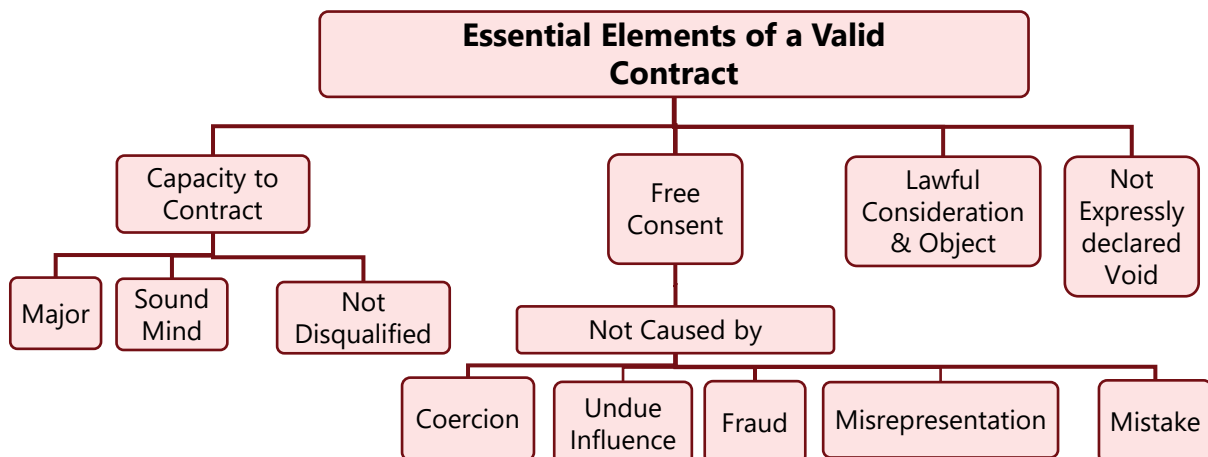 Essential Elements of a Valid
Contract
Capacity to
Contract
Free
Consent
Lawful
Consideration
& Object
Not
Expressly
declared
Void
Major
Sound
Mind
Not
Disqualified
Not Caused by
Coercion
Undue
Influence
Fraud
Misrepresentation
Mistake